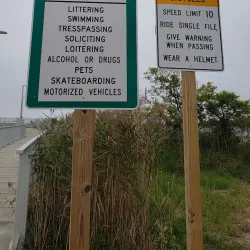 LITTERING
SWIMMING
TRESSPASSING
SOLICITING
LOITERING
ALCOHOL OR DRUGS
PETS
SKATEBOARDING
MOTORIZED VEHICLES
SPEED LIMIT 10
RIDE SINGLE FILE
GIVE WARNING
WHEN PASSING
WEAR A HELMET